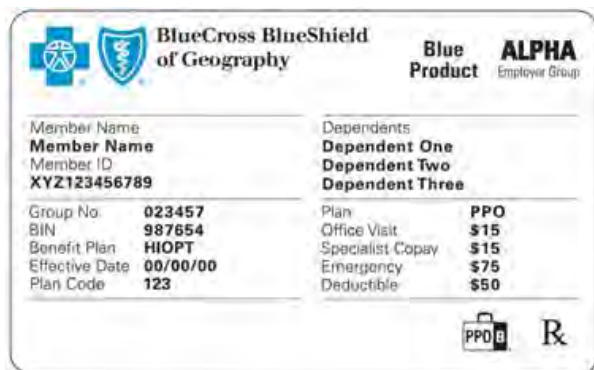 BlueCross BlueShield
of Geography
Blue
Product
ALPHA
Employer Group
Member Name
Member Name
Member ID
XYZ123456789
Dependents
Dependent One
Dependent Two
Dependent Three
Group No. 023457
BIN 987654
Benefit Plan HIOPT
Effective Date 00/00/00
Plan Code 123
Plan PPO
Office Visit $15
Specialist Copay $15
Emergency $75
Deductible $50
PPO B
Rx